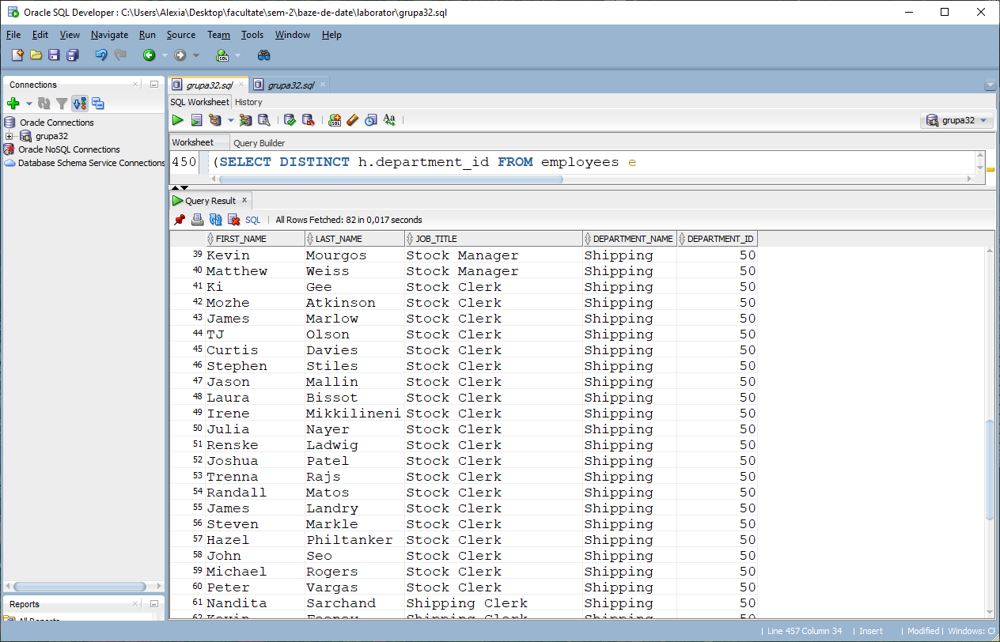 Oracle SQL Developer : C:\Users\Alexia\Desktop\facultate\sem-2\baze-de-date\laborator\grupa32.sql
File Edit View Navigate Run Source Team Tools Window Help
Connections
Oracle Connections
grupa32
Oracle NoSQL Connections
Database Schema Service Connections
Reports
All Reports
grupa32.sql grupa32.sql
SQL Worksheet History
grupa32
Worksheet Query Builder
450 (SELECT DISTINCT h.department_id FROM employees e
Query Result
SQL | All Rows Fetched: 82 in 0,017 seconds
FIRST_NAME LAST_NAME JOB_TITLE DEPARTMENT_NAME DEPARTMENT_ID
39 Kevin Mourgos Stock Manager Shipping 50
40 Matthew Weiss Stock Manager Shipping 50
41 Ki Gee Stock Clerk Shipping 50
42 Mozhe Atkinson Stock Clerk Shipping 50
43 James Marlow Stock Clerk Shipping 50
44 TJ Olson Stock Clerk Shipping 50
45 Curtis Davies Stock Clerk Shipping 50
46 Stephen Stiles Stock Clerk Shipping 50
47 Jason Mallin Stock Clerk Shipping 50
48 Laura Bissot Stock Clerk Shipping 50
49 Irene Mikkilineni Stock Clerk Shipping 50
50 Julia Nayer Stock Clerk Shipping 50
51 Renske Ladwig Stock Clerk Shipping 50
52 Joshua Patel Stock Clerk Shipping 50
53 Trenna Rajs Stock Clerk Shipping 50
54 Randall Matos Stock Clerk Shipping 50
55 James Landry Stock Clerk Shipping 50
56 Steven Markle Stock Clerk Shipping 50
57 Hazel Philtanker Stock Clerk Shipping 50
58 John Seo Stock Clerk Shipping 50
59 Michael Rogers Stock Clerk Shipping 50
60 Peter Vargas Stock Clerk Shipping 50
61 Nandita Sarchand Shipping Clerk Shipping 50
62 Kevin Feeney Shipping Clerk Shipping 50
| Line 457 Column 34 | Insert | Modified | Windows: CF